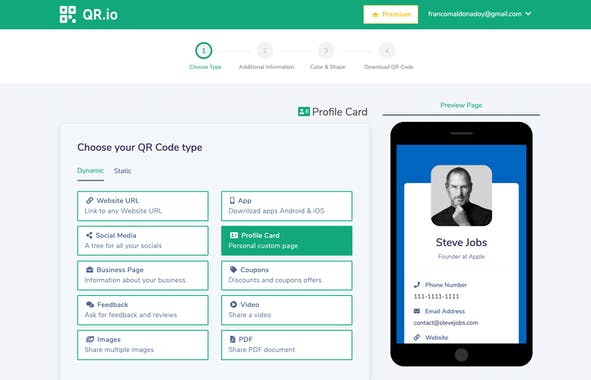 QR.io
Premium
francomaldonadoy@gmail.com
1
2
3
4
Choose Type
Additional Information
Color & Shape
Download QR Code
Profile Card
Preview Page
Choose your QR Code type
Dynamic
Static
Website URL
Link to any Website URL
App
Download apps Android & iOS
Social Media
A tree for all your socials
Profile Card
Personal custom page
Business Page
Information about your business
Coupons
Discounts and coupons offers
Feedback
Ask for feedback and reviews
Video
Share a video
Images
Share multiple images
PDF
Share PDF document
Steve Jobs
Founder at Apple
Phone Number
111-1111-1111
Email Address
contact@stevejobs.com
Website